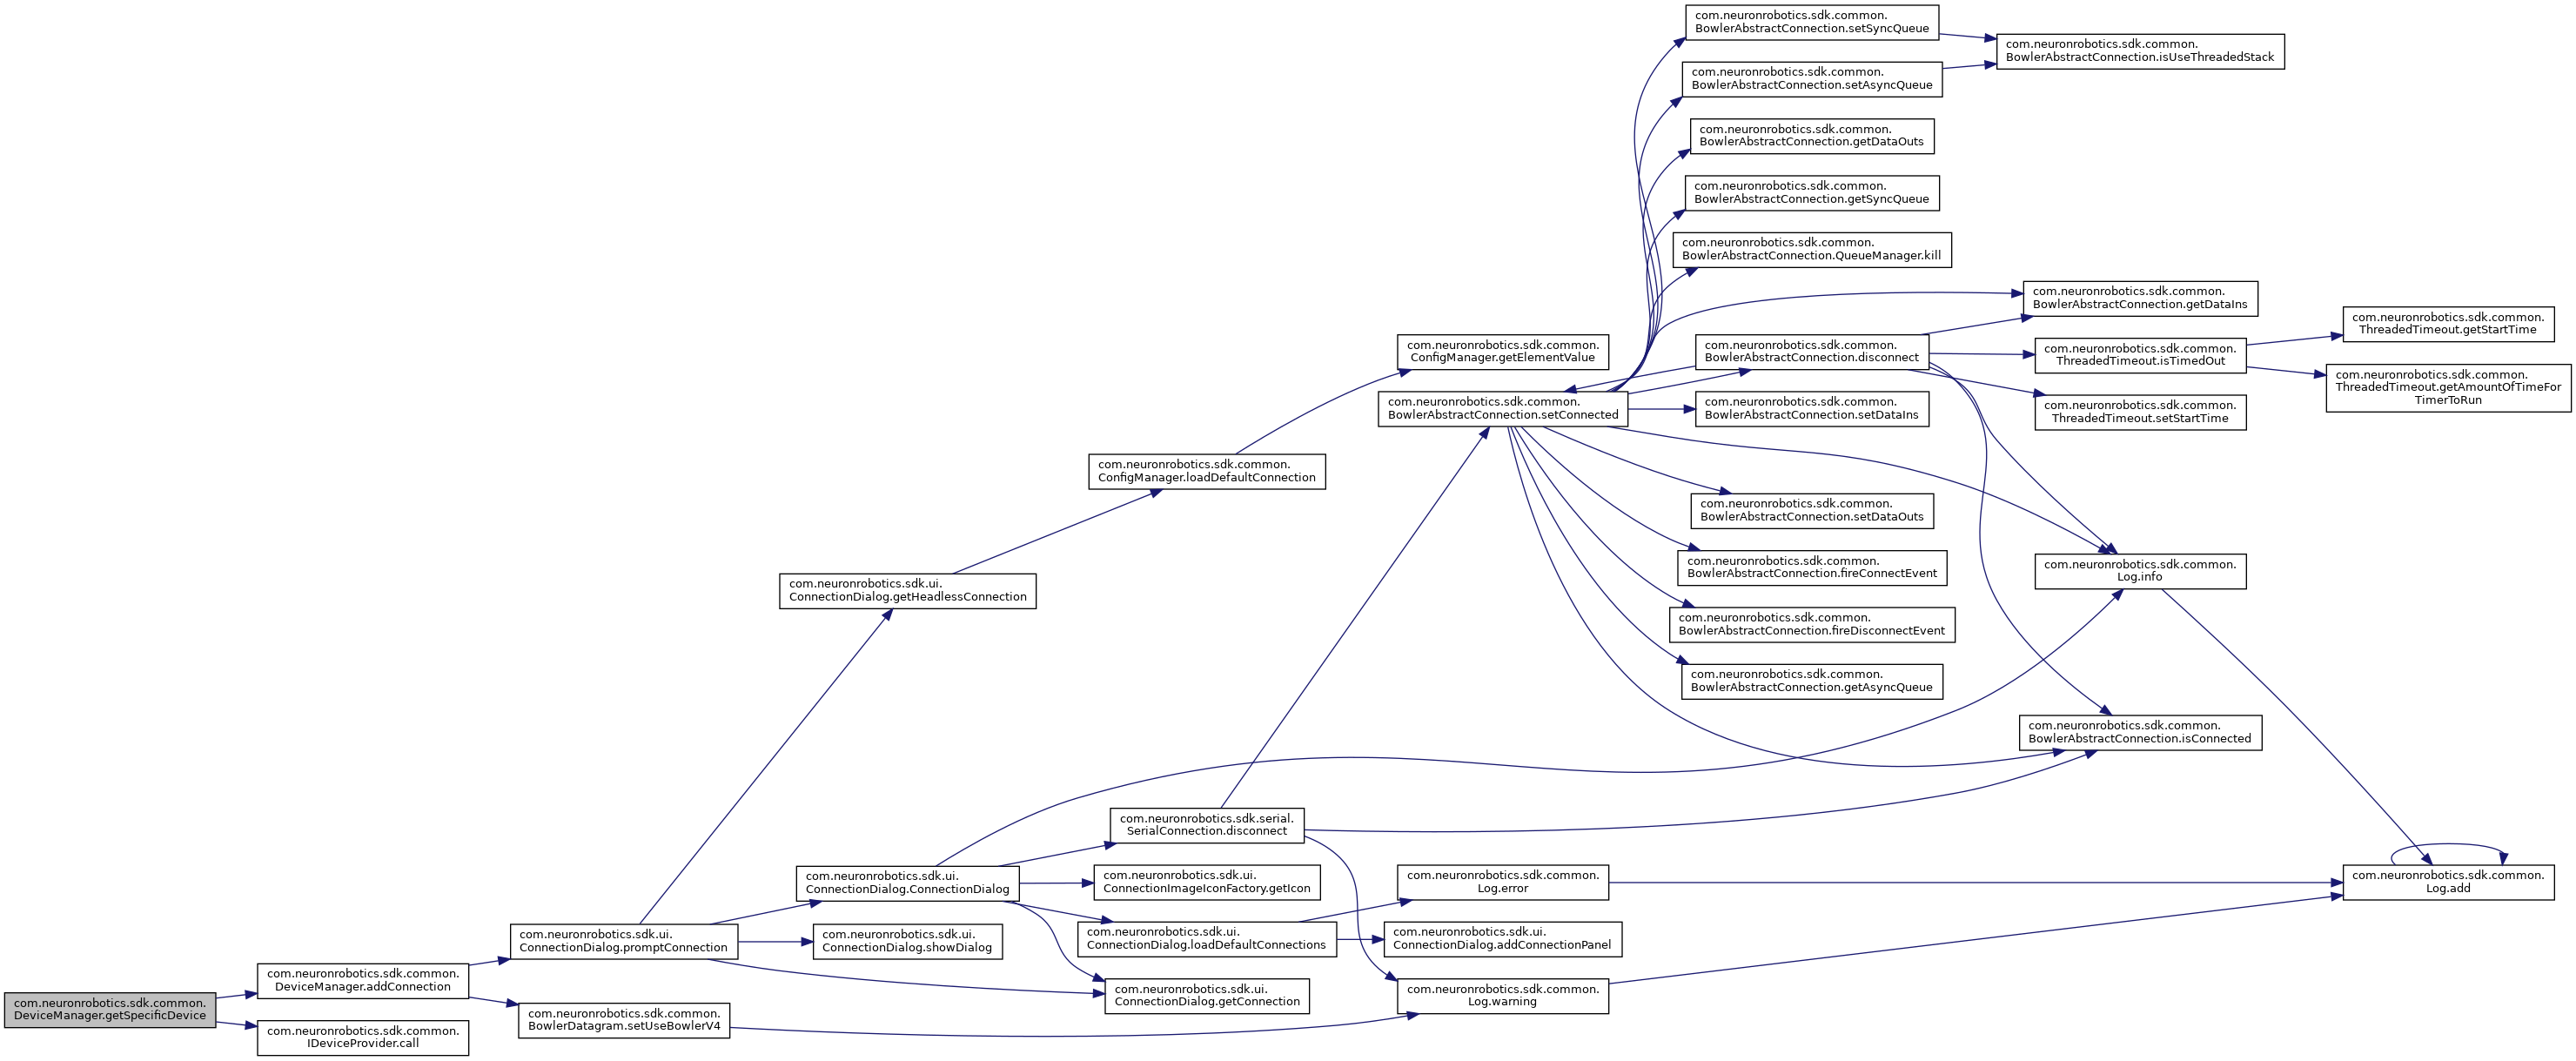 com.neuronrobotics.sdk.common.
DeviceManager.getSpecificDevice
com.neuronrobotics.sdk.common.
DeviceManager.addConnection
com.neuronrobotics.sdk.common.
IDeviceProvider.call
com.neuronrobotics.sdk.ui.
ConnectionDialog.promptConnection
com.neuronrobotics.sdk.common.
BowlerDatagram.setUseBowlerV4
com.neuronrobotics.sdk.ui.
ConnectionDialog.getHeadlessConnection
com.neuronrobotics.sdk.ui.
ConnectionDialog.ConnectionDialog
com.neuronrobotics.sdk.ui.
ConnectionDialog.showDialog
com.neuronrobotics.sdk.common.
ConfigManager.loadDefaultConnection
com.neuronrobotics.sdk.serial.
SerialConnection.disconnect
com.neuronrobotics.sdk.ui.
ConnectionImageIconFactory.getIcon
com.neuronrobotics.sdk.ui.
ConnectionDialog.loadDefaultConnections
com.neuronrobotics.sdk.ui.
ConnectionDialog.getConnection
com.neuronrobotics.sdk.common.
ConfigManager.getElementValue
com.neuronrobotics.sdk.common.
BowlerAbstractConnection.setConnected
com.neuronrobotics.sdk.common.
Log.error
com.neuronrobotics.sdk.ui.
ConnectionDialog.addConnectionPanel
com.neuronrobotics.sdk.common.
Log.warning
com.neuronrobotics.sdk.common.
BowlerAbstractConnection.setSyncQueue
com.neuronrobotics.sdk.common.
BowlerAbstractConnection.setAsyncQueue
com.neuronrobotics.sdk.common.
BowlerAbstractConnection.getDataOuts
com.neuronrobotics.sdk.common.
BowlerAbstractConnection.getSyncQueue
com.neuronrobotics.sdk.common.
BowlerAbstractConnection.QueueManager.kill
com.neuronrobotics.sdk.common.
BowlerAbstractConnection.disconnect
com.neuronrobotics.sdk.common.
BowlerAbstractConnection.setDataIns
com.neuronrobotics.sdk.common.
BowlerAbstractConnection.setDataOuts
com.neuronrobotics.sdk.common.
BowlerAbstractConnection.fireConnectEvent
com.neuronrobotics.sdk.common.
BowlerAbstractConnection.fireDisconnectEvent
com.neuronrobotics.sdk.common.
BowlerAbstractConnection.getAsyncQueue
com.neuronrobotics.sdk.common.
BowlerAbstractConnection.isUseThreadedStack
com.neuronrobotics.sdk.common.
BowlerAbstractConnection.getDataIns
com.neuronrobotics.sdk.common.
ThreadedTimeout.isTimedOut
com.neuronrobotics.sdk.common.
ThreadedTimeout.setStartTime
com.neuronrobotics.sdk.common.
Log.info
com.neuronrobotics.sdk.common.
BowlerAbstractConnection.isConnected
com.neuronrobotics.sdk.common.
ThreadedTimeout.getStartTime
com.neuronrobotics.sdk.common.
ThreadedTimeout.getAmountOfTimeFor
TimerToRun
com.neuronrobotics.sdk.common.
Log.add